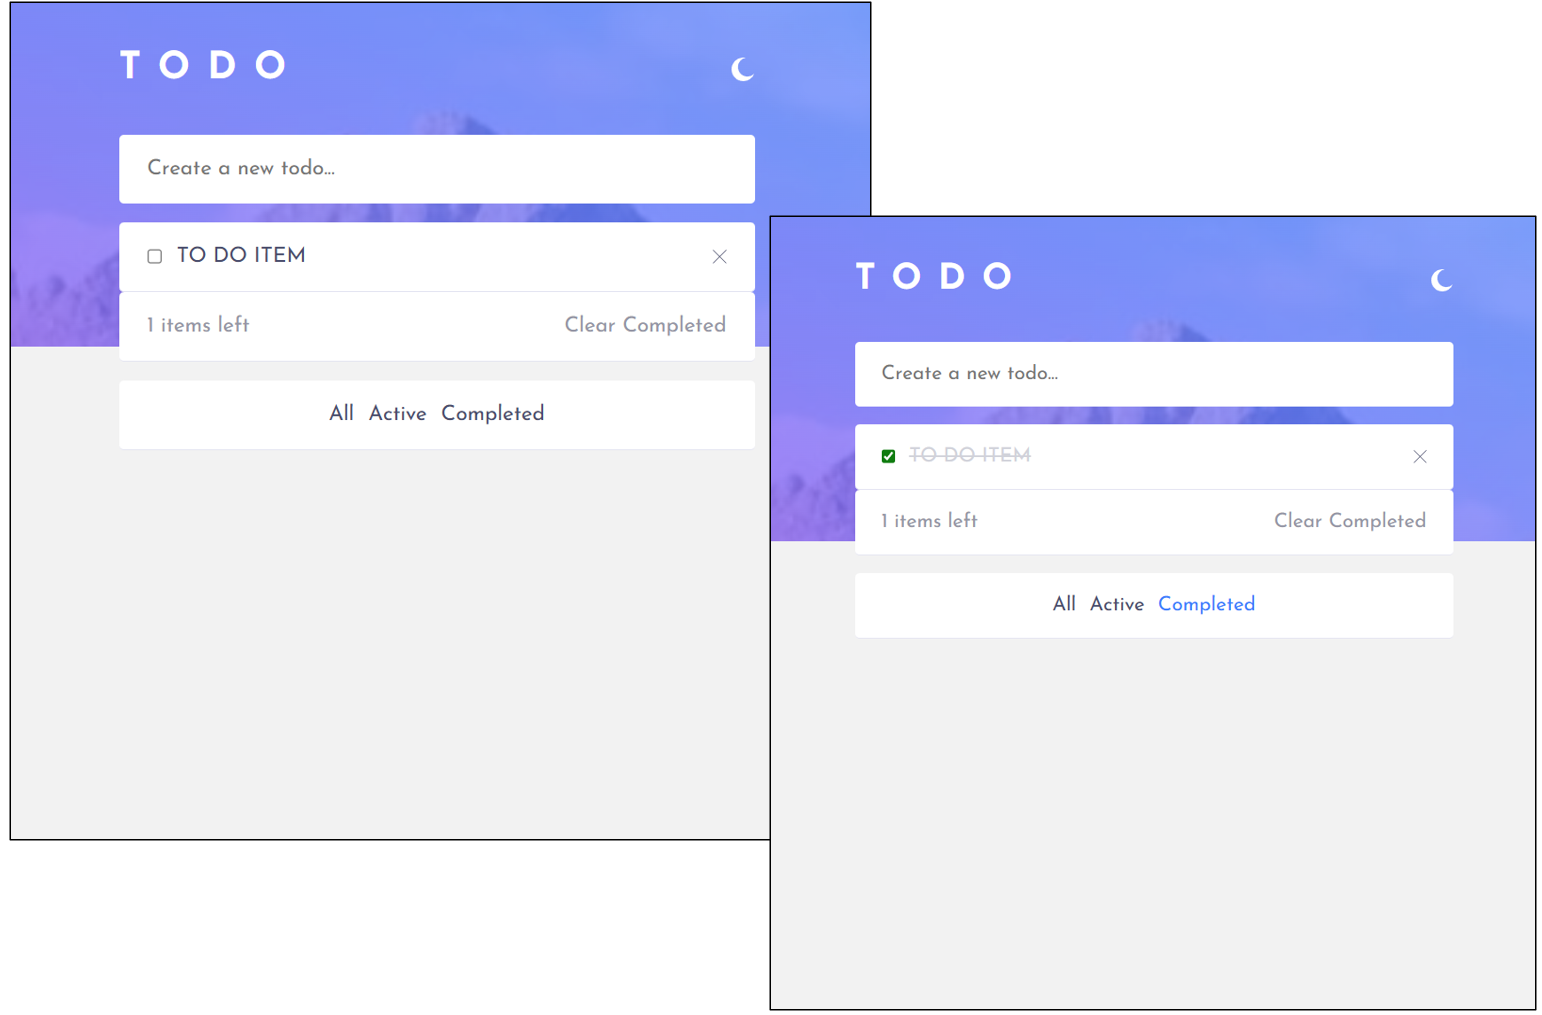 TODO
Create a new todo...
TO DO ITEM
1 items left Clear Completed
All Active Completed
TODO
Create a new todo...
TO DO ITEM
1 items left Clear Completed
All Active Completed